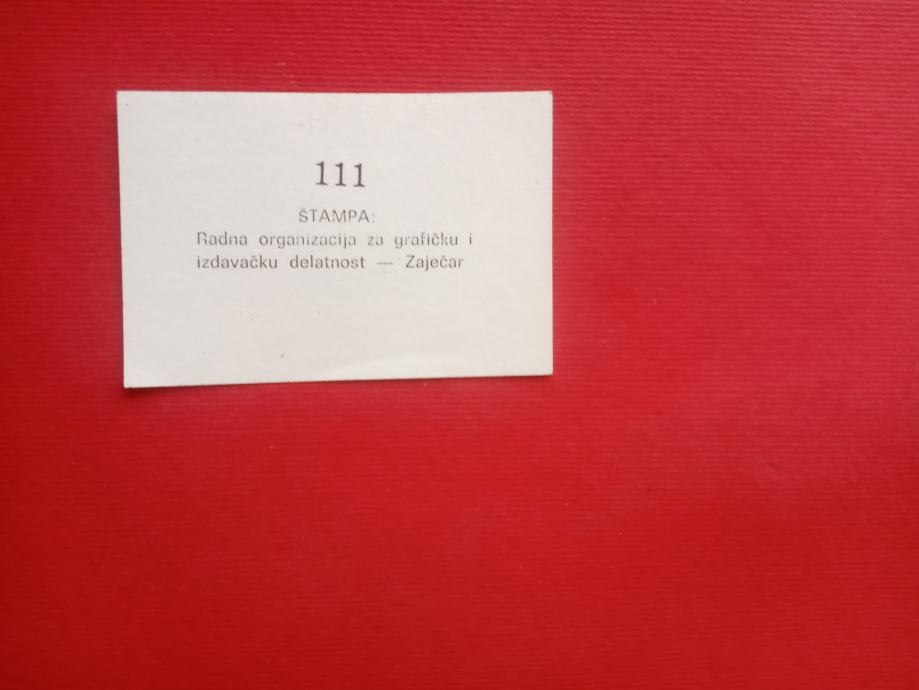 111
ŠTAMPA:
Radna organizacija za grafičku i
izdavačku delatnost — Zaječar